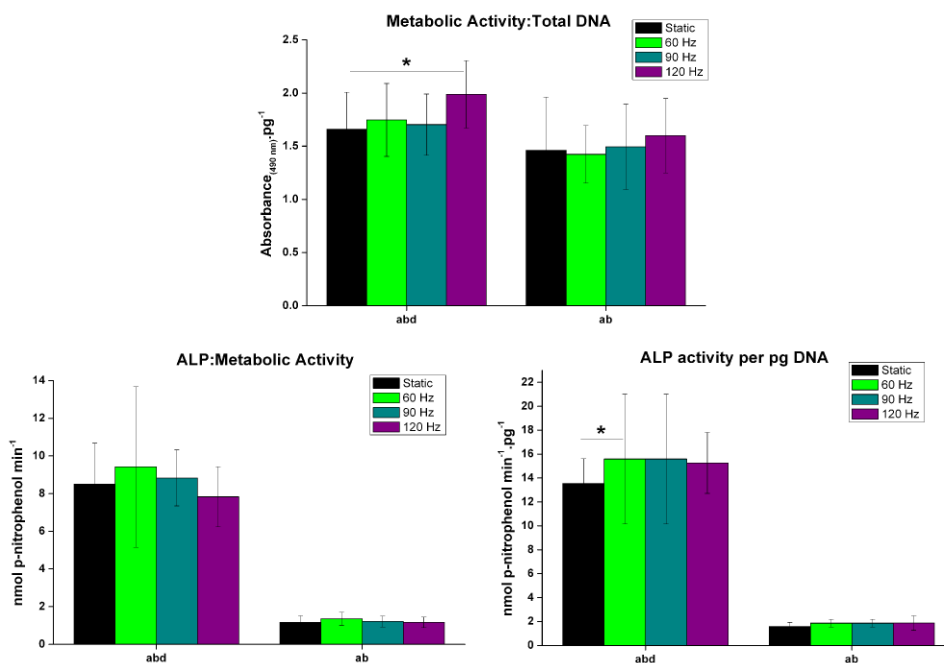 Metabolic Activity:Total DNA
Static
60 Hz
90 Hz
120 Hz
*
2.5
2.0
1.5
1.0
0.5
0.0
Absorbance(490 nm).pg-1
abd ab
ALP:Metabolic Activity
Static
60 Hz
90 Hz
120 Hz
14
12
10
8
6
4
2
0
nmol p-nitrophenol min-1
abd ab
ALP activity per pg DNA
Static
60 Hz
90 Hz
120 Hz
*
22
20
18
16
14
12
10
8
6
4
2
0
nmol p-nitrophenol min-1.pg-1
abd ab